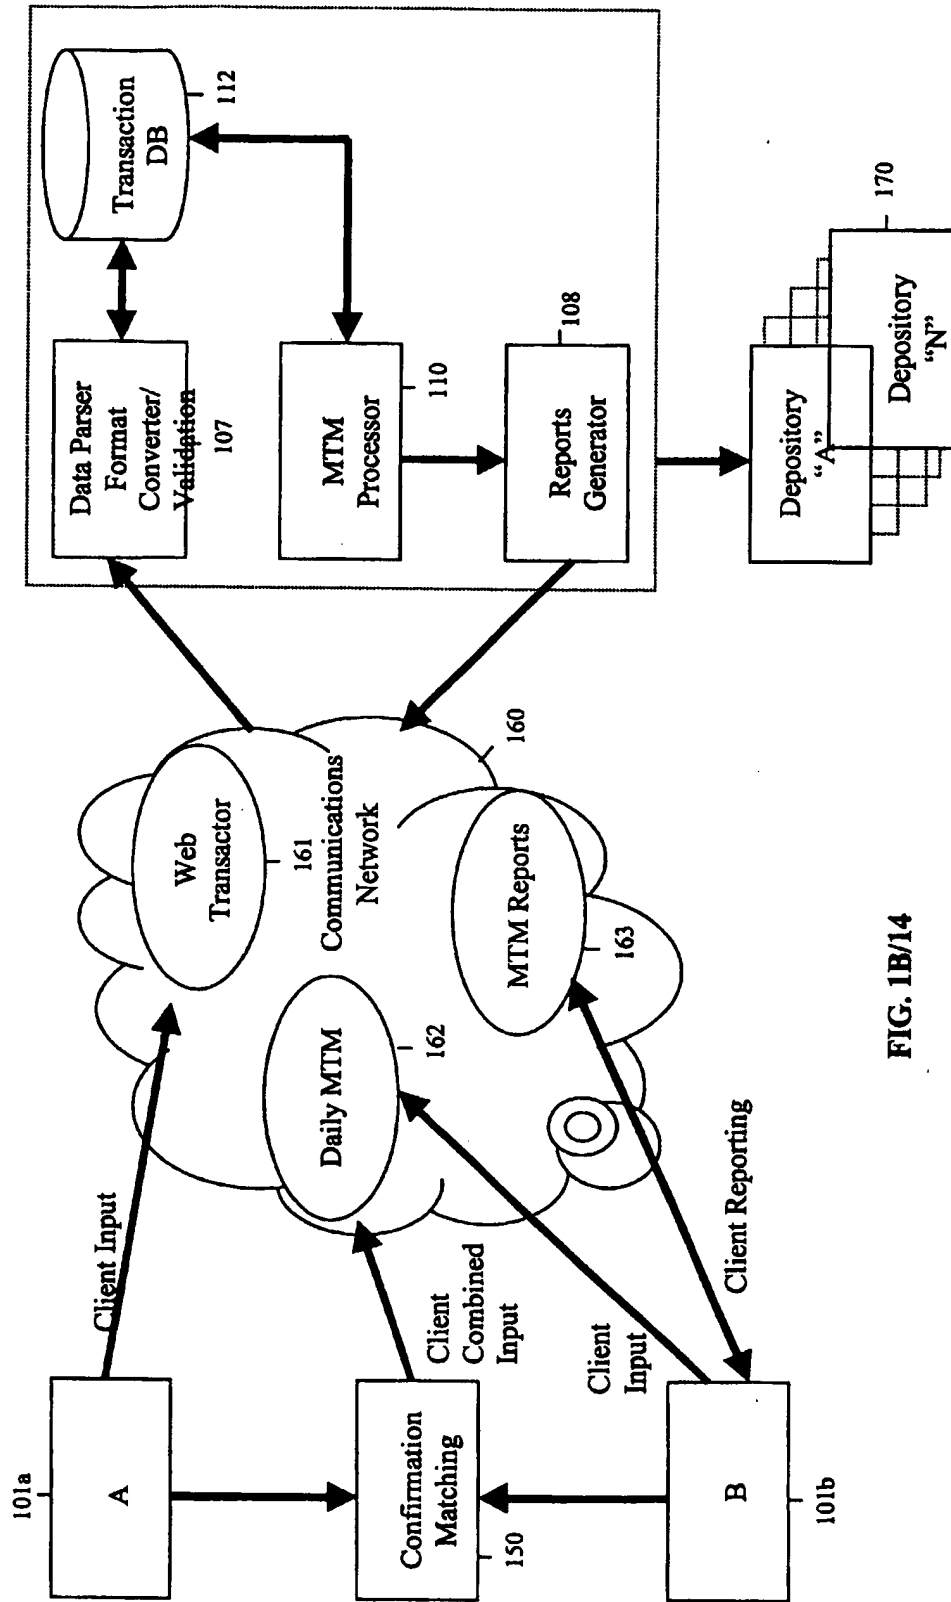 101a
A
Client Input
Confirmation
Matching
150
Client
Combined
Input
B
101b
Client
Input
Client Reporting
Web
Transactor
161
Communications
Network
160
Daily MTM
162
MTM Reports
163
Data Parser
Format
Converter/
Validation
107
Transaction
DB
112
MTM
Processor
110
Reports
Generator
108
Depository
“A”
Depository
“N”
170
FIG. 1B/14